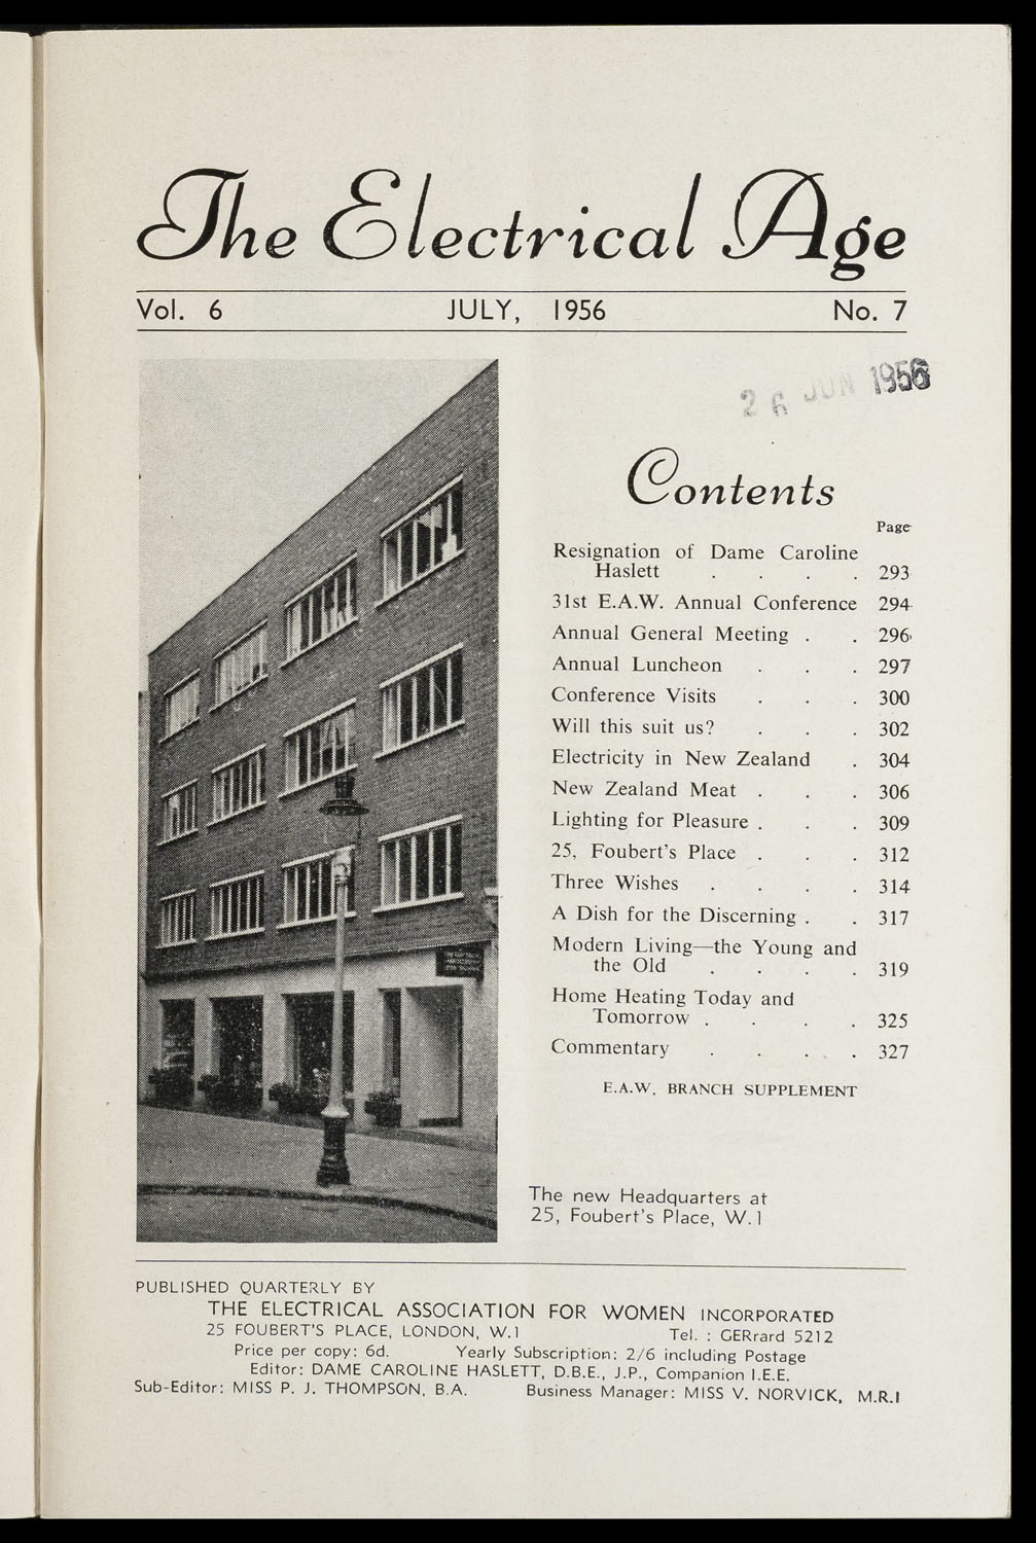 The Electrical Age
Vol. 6 JULY, 1956 No. 7
26 JUN 1956
Contents
Page
Resignation of Dame Caroline
Haslett . . . . 293
31st E.A.W. Annual Conference 294
Annual General Meeting . . 296
Annual Luncheon . . . 297
Conference Visits . . . 300
Will this suit us? . . . 302
Electricity in New Zealand . 304
New Zealand Meat . . . 306
Lighting for Pleasure . . . 309
25, Foubert's Place . . . 312
Three Wishes . . . . 314
A Dish for the Discerning . . 317
Modern Living—the Young and
the Old . . . . 319
Home Heating Today and
Tomorrow . . . . 325
Commentary . . . . 327
E.A.W. BRANCH SUPPLEMENT
The new Headquarters at
25, Foubert's Place, W.1
PUBLISHED QUARTERLY BY
THE ELECTRICAL ASSOCIATION FOR WOMEN INCORPORATED
25 FOUBERT'S PLACE, LONDON, W.1 Tel. : GERrard 5212
Price per copy: 6d. Yearly Subscription: 2/6 including Postage
Editor: DAME CAROLINE HASLETT, D.B.E., J.P., Companion I.E.E.
Sub-Editor: MISS P. J. THOMPSON, B.A. Business Manager: MISS V. NORVICK, M.R.I